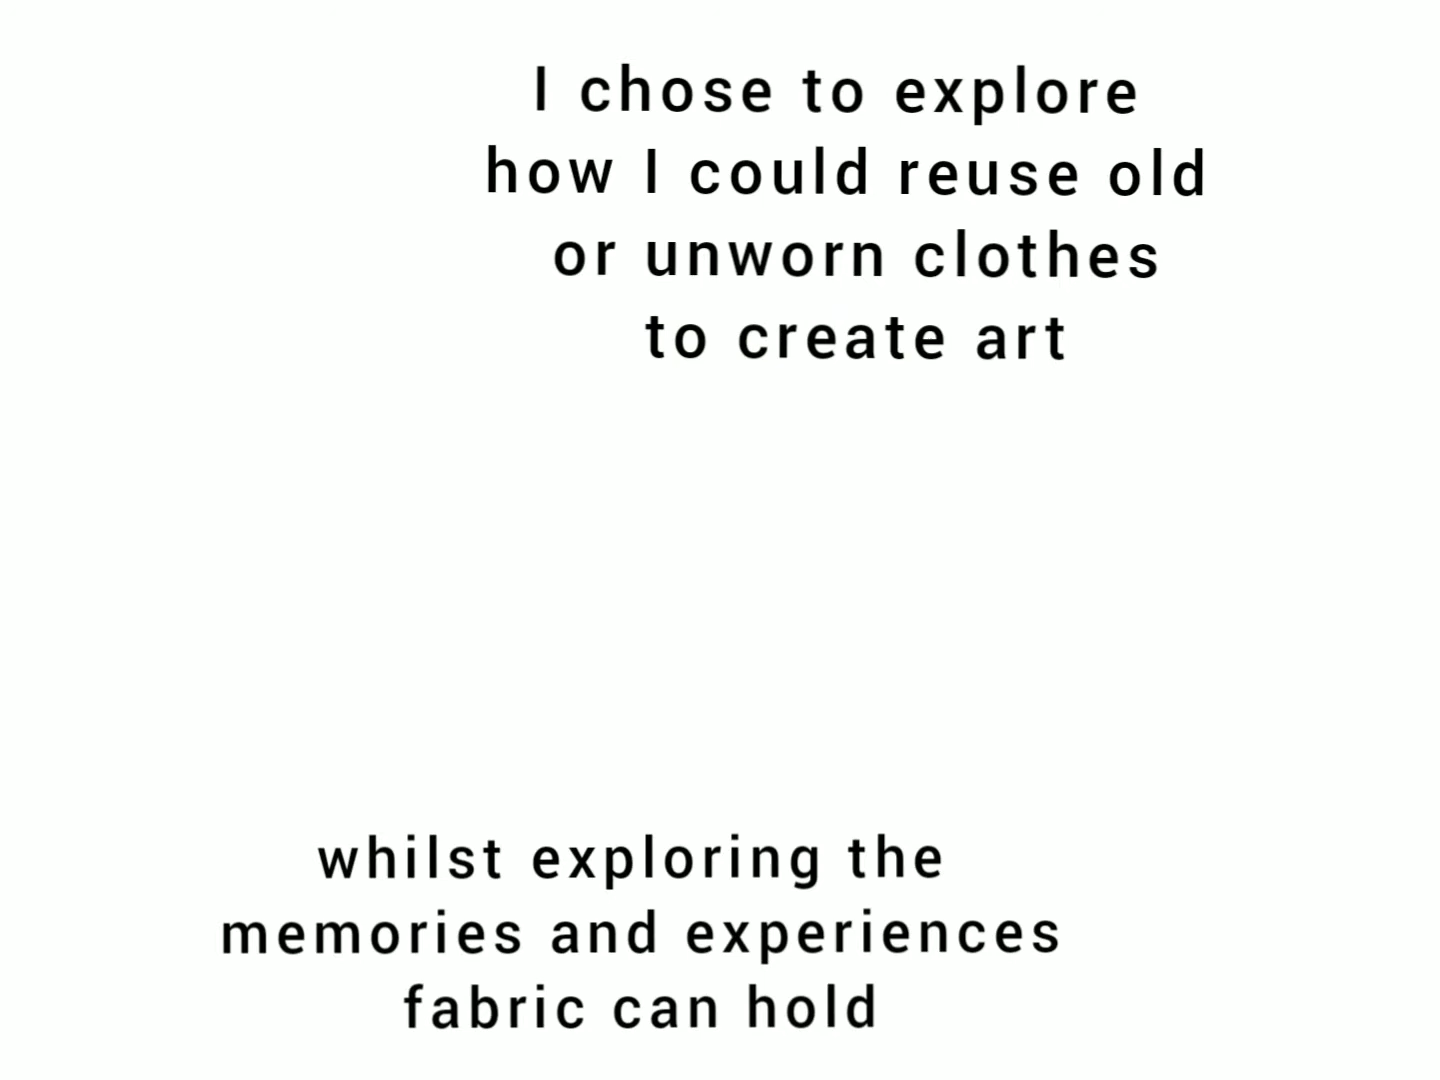 I chose to explore
how I could reuse old
or unworn clothes
to create art
whilst exploring the
memories and experiences
fabric can hold